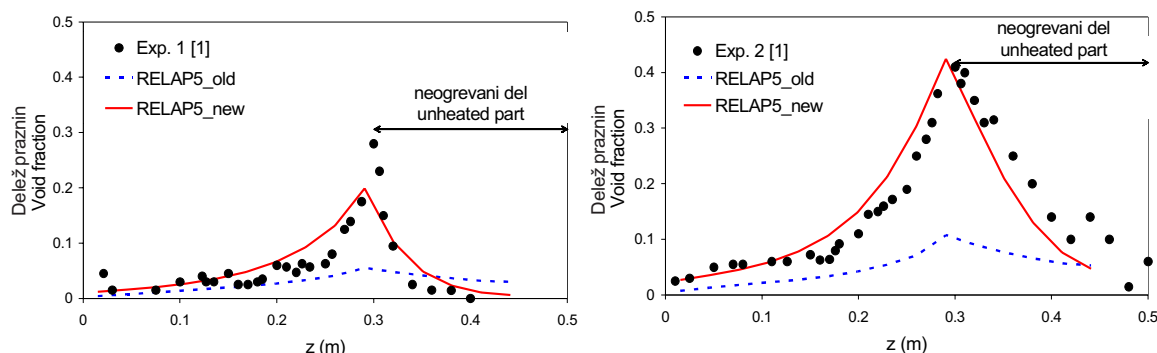 0.5
0.4
0.3
0.2
0.1
0
Delež praznin
Void fraction
Exp. 1 [1]
RELAP5_old
RELAP5_new
neogrevani del
unheated part
0
0.1
0.2
0.3
0.4
0.5
z (m)
0.5
0.4
0.3
0.2
0.1
0
Delež praznin
Void fraction
Exp. 2 [1]
RELAP5_old
RELAP5_new
neogrevani del
unheated part
0
0.1
0.2
0.3
0.4
0.5
z (m)